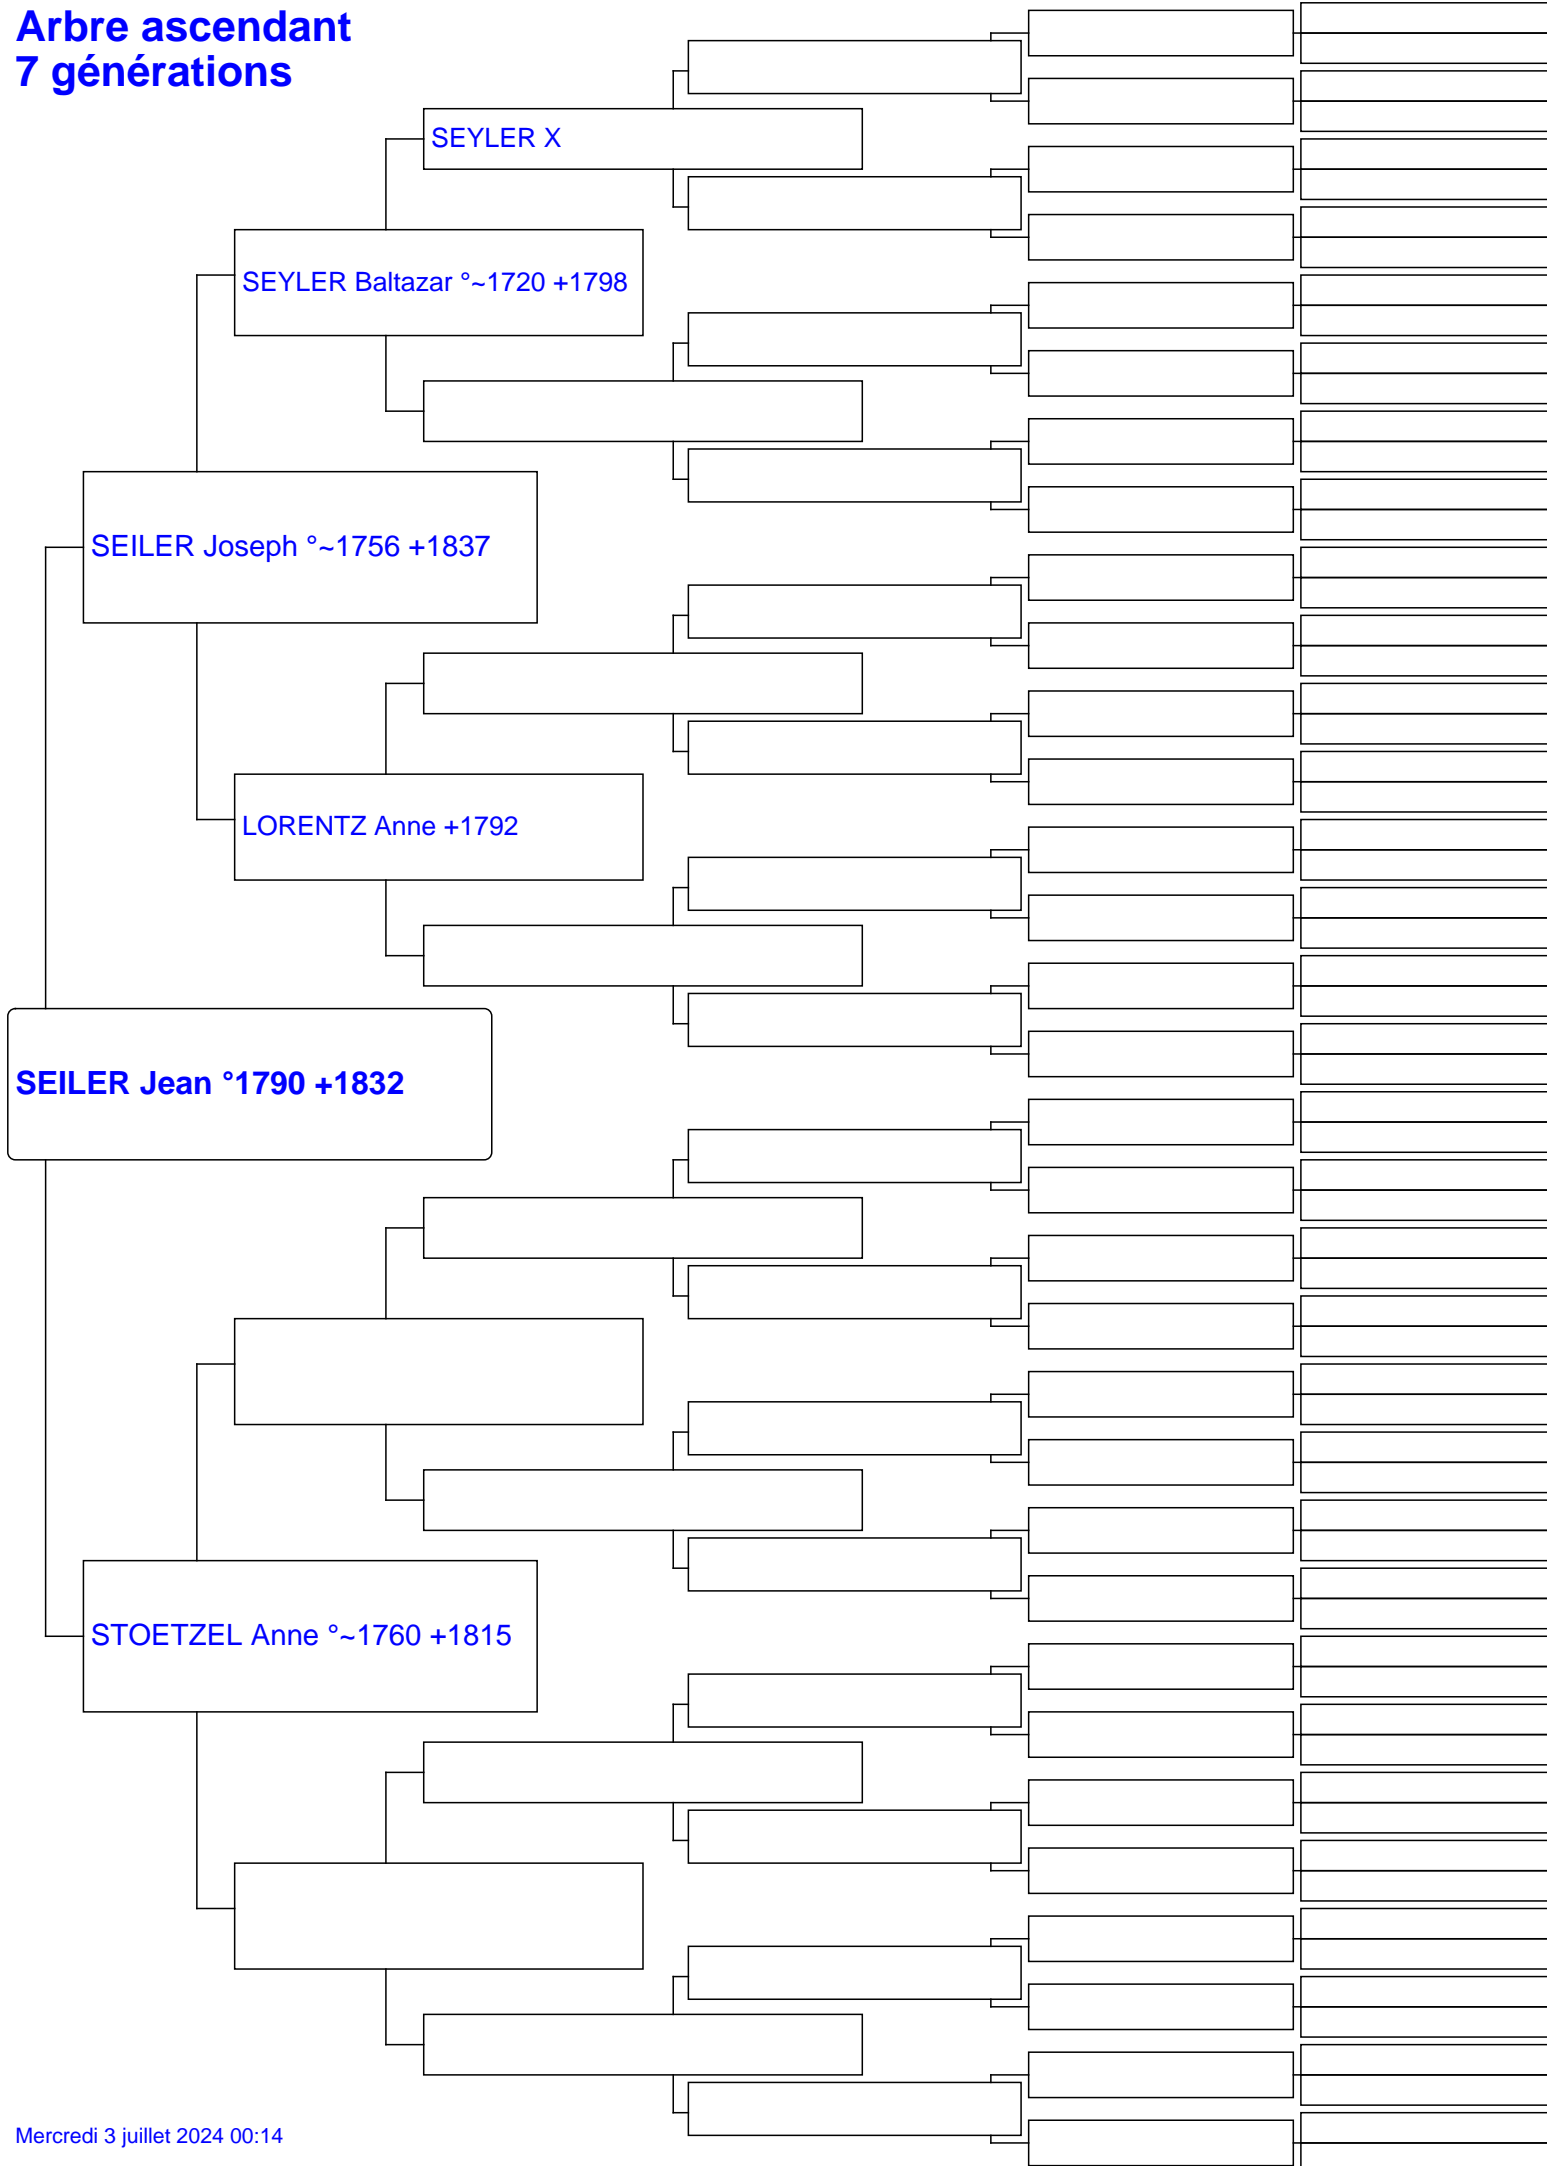 Arbre ascendant
7 générations
SEYLER X
SEYLER Baltazar °~1720 +1798
SEILER Joseph °~1756 +1837
LORENTZ Anne +1792
SEILER Jean °1790 +1832
STOETZEL Anne °~1760 +1815
Mercredi 3 juillet 2024 00:14